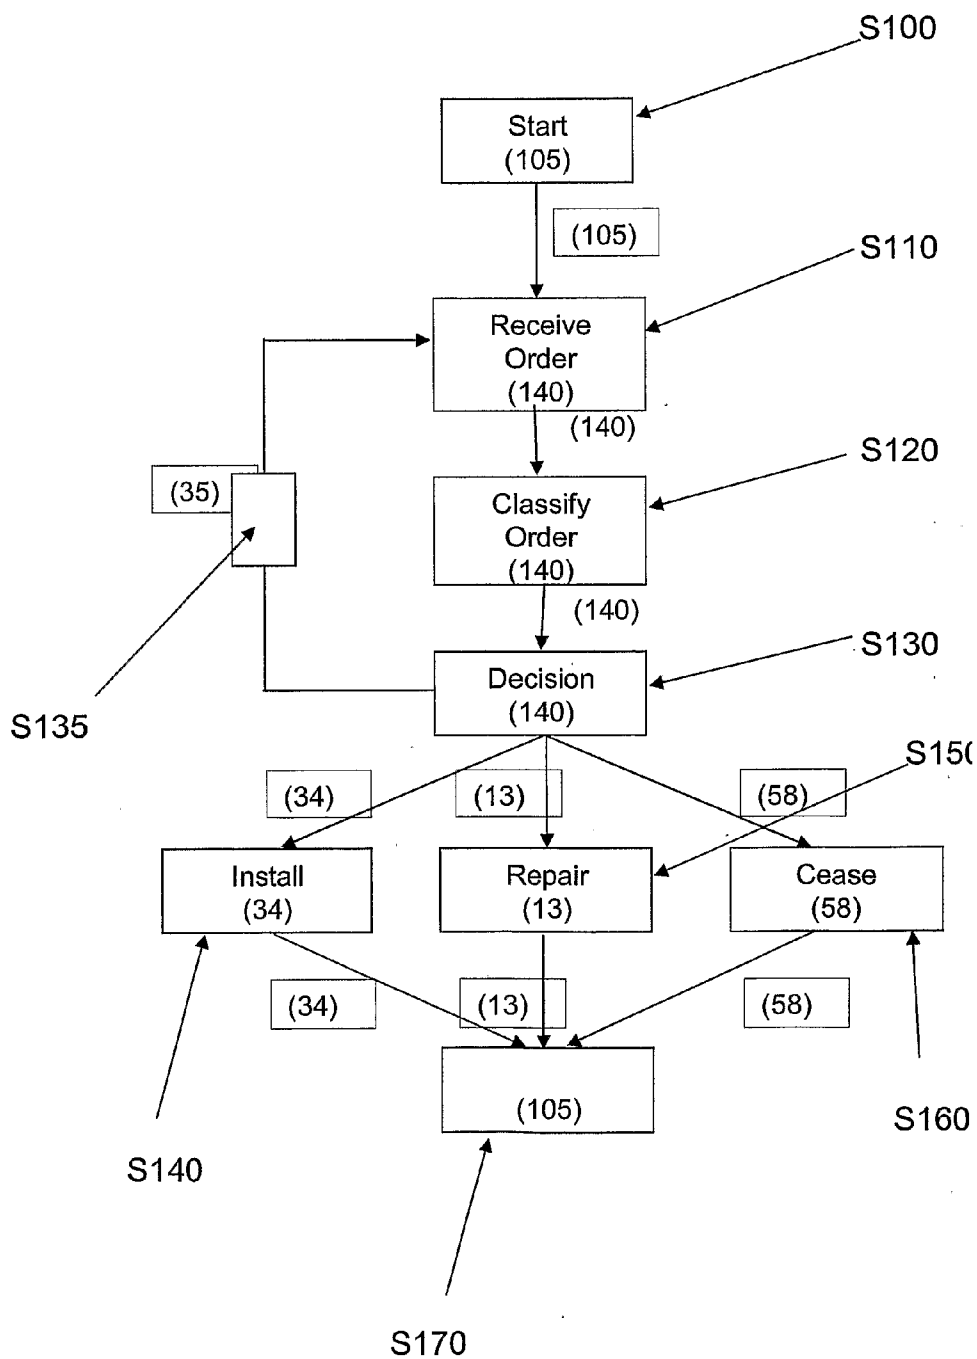 S100
Start
(105)
(105)
S110
Receive
Order
(140)
(140)
S120
(35)
Classify
Order
(140)
(140)
S130
Decision
(140)
S135
S150
(34)
(13)
(58)
Install
(34)
Repair
(13)
Cease
(58)
(34)
(13)
(58)
(105)
S160
S140
S170